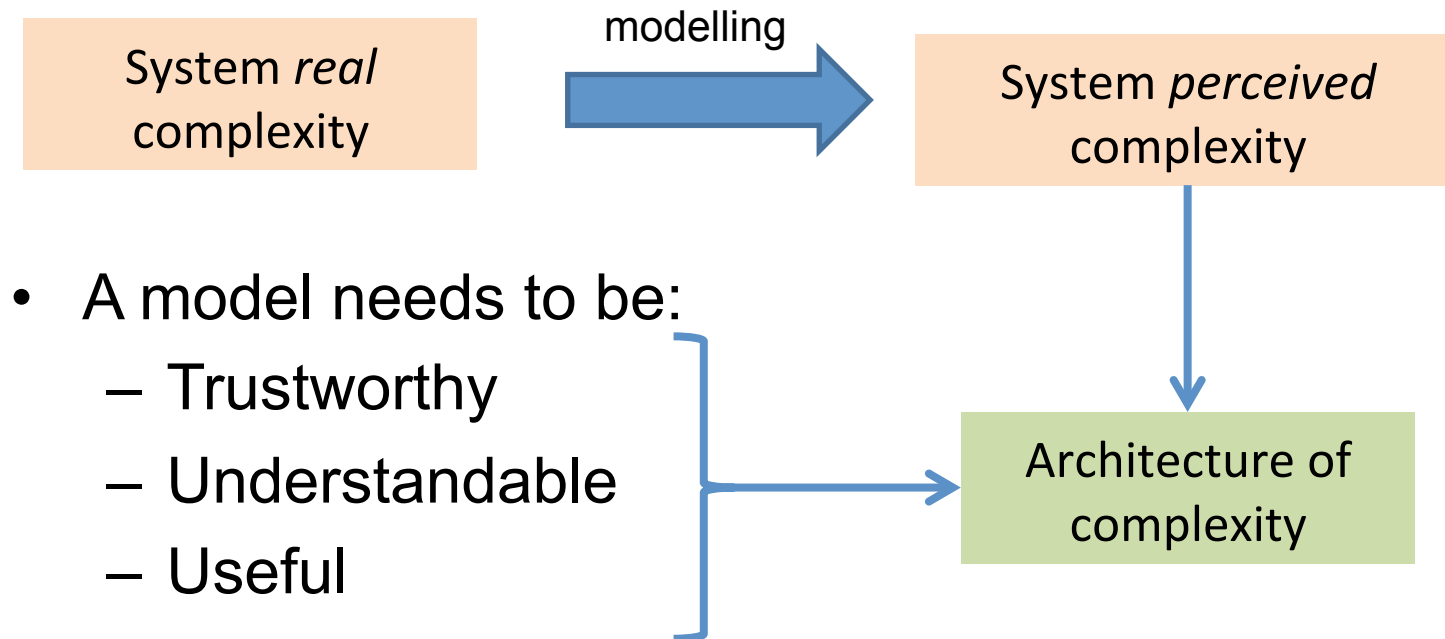 modelling
System real
complexity
System perceived
complexity
• A model needs to be:
– Trustworthy
– Understandable
– Useful
Architecture of
complexity